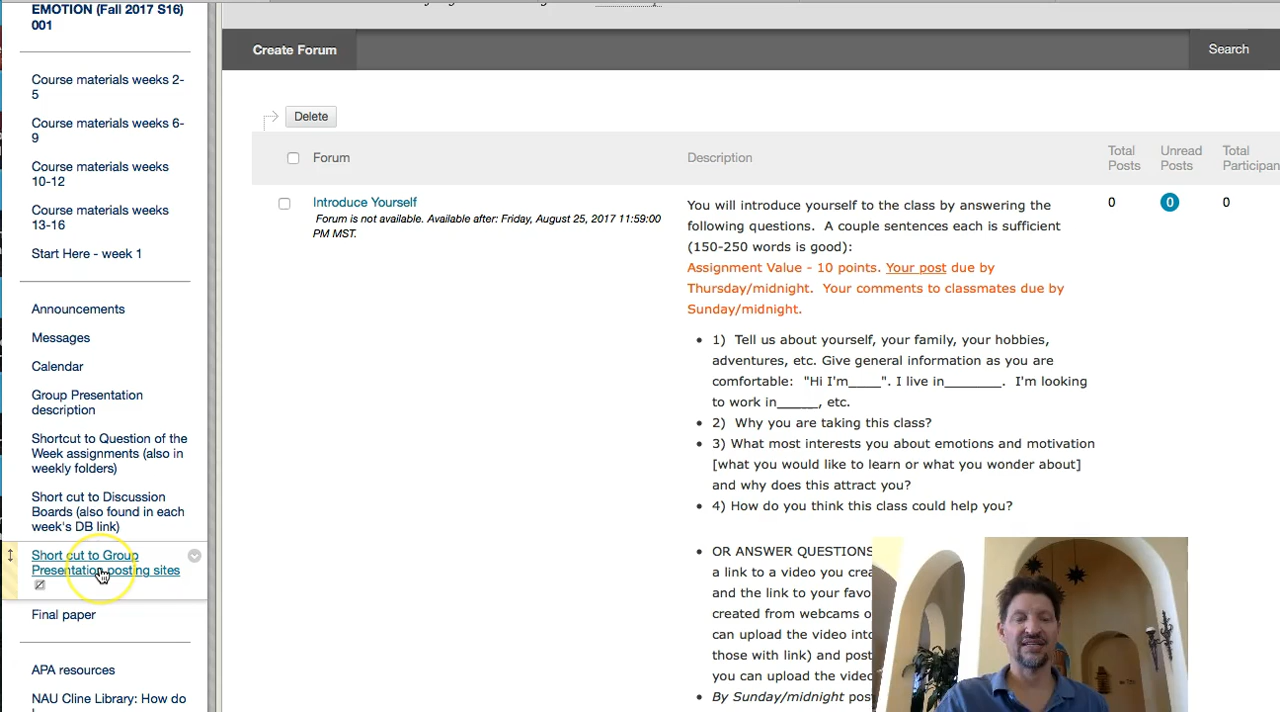 EMOTION (Fall 2017 S16)
001
Course materials weeks 2-
5
Course materials weeks 6-
9
Course materials weeks
10-12
Course materials weeks
13-16
Start Here - week 1
Announcements
Messages
Calendar
Group Presentation
description
Shortcut to Question of the
Week assignments (also in
weekly folders)
Short cut to Discussion
Boards (also found in each
week's DB link)
Short cut to Group
Presentation posting sites
Final paper
APA resources
NAU Cline Library: How do
Create Forum
Search
Delete
Forum
Description
Total
Posts
Unread
Posts
Total
Participan
Introduce Yourself
Forum is not available. Available after: Friday, August 25, 2017 11:59:00
PM MST.
You will introduce yourself to the class by answering the
following questions.  A couple sentences each is sufficient
(150-250 words is good):
Assignment Value - 10 points. Your post due by
Thursday/midnight.  Your comments to classmates due by
Sunday/midnight.
0
0
0
• 1)  Tell us about yourself, your family, your hobbies,
adventures, etc. Give general information as you are
comfortable:  "Hi I'm____". I live in_______.  I'm looking
to work in_____, etc.
• 2)  Why you are taking this class?
• 3) What most interests you about emotions and motivation
[what you would like to learn or what you wonder about]
and why does this attract you?
• 4) How do you think this class could help you?
• OR ANSWER QUESTIONS
a link to a video you crea
and the link to your favo
created from webcams o
can upload the video into
those with link) and post
you can upload the video
• By Sunday/midnight pos